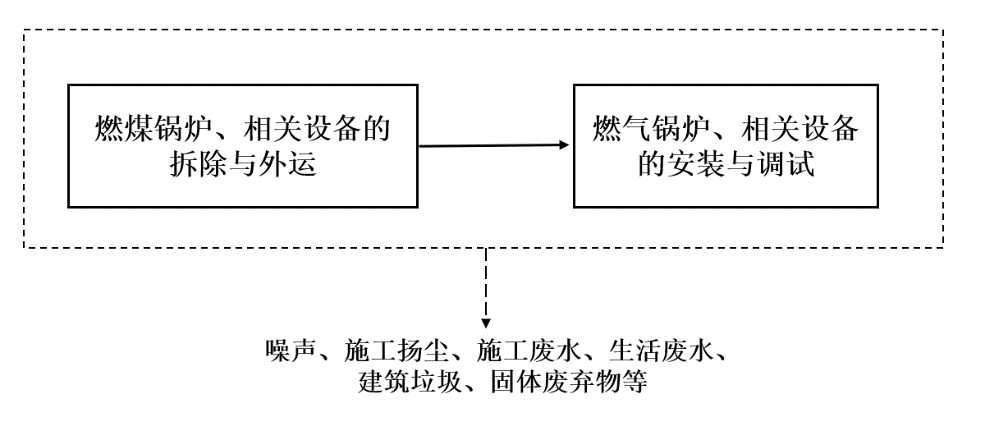 燃煤锅炉、相关设备的
拆除与外运
燃气锅炉、相关设备
的安装与调试
噪声、施工扬尘、施工废水、生活废水、
建筑垃圾、固体废弃物等